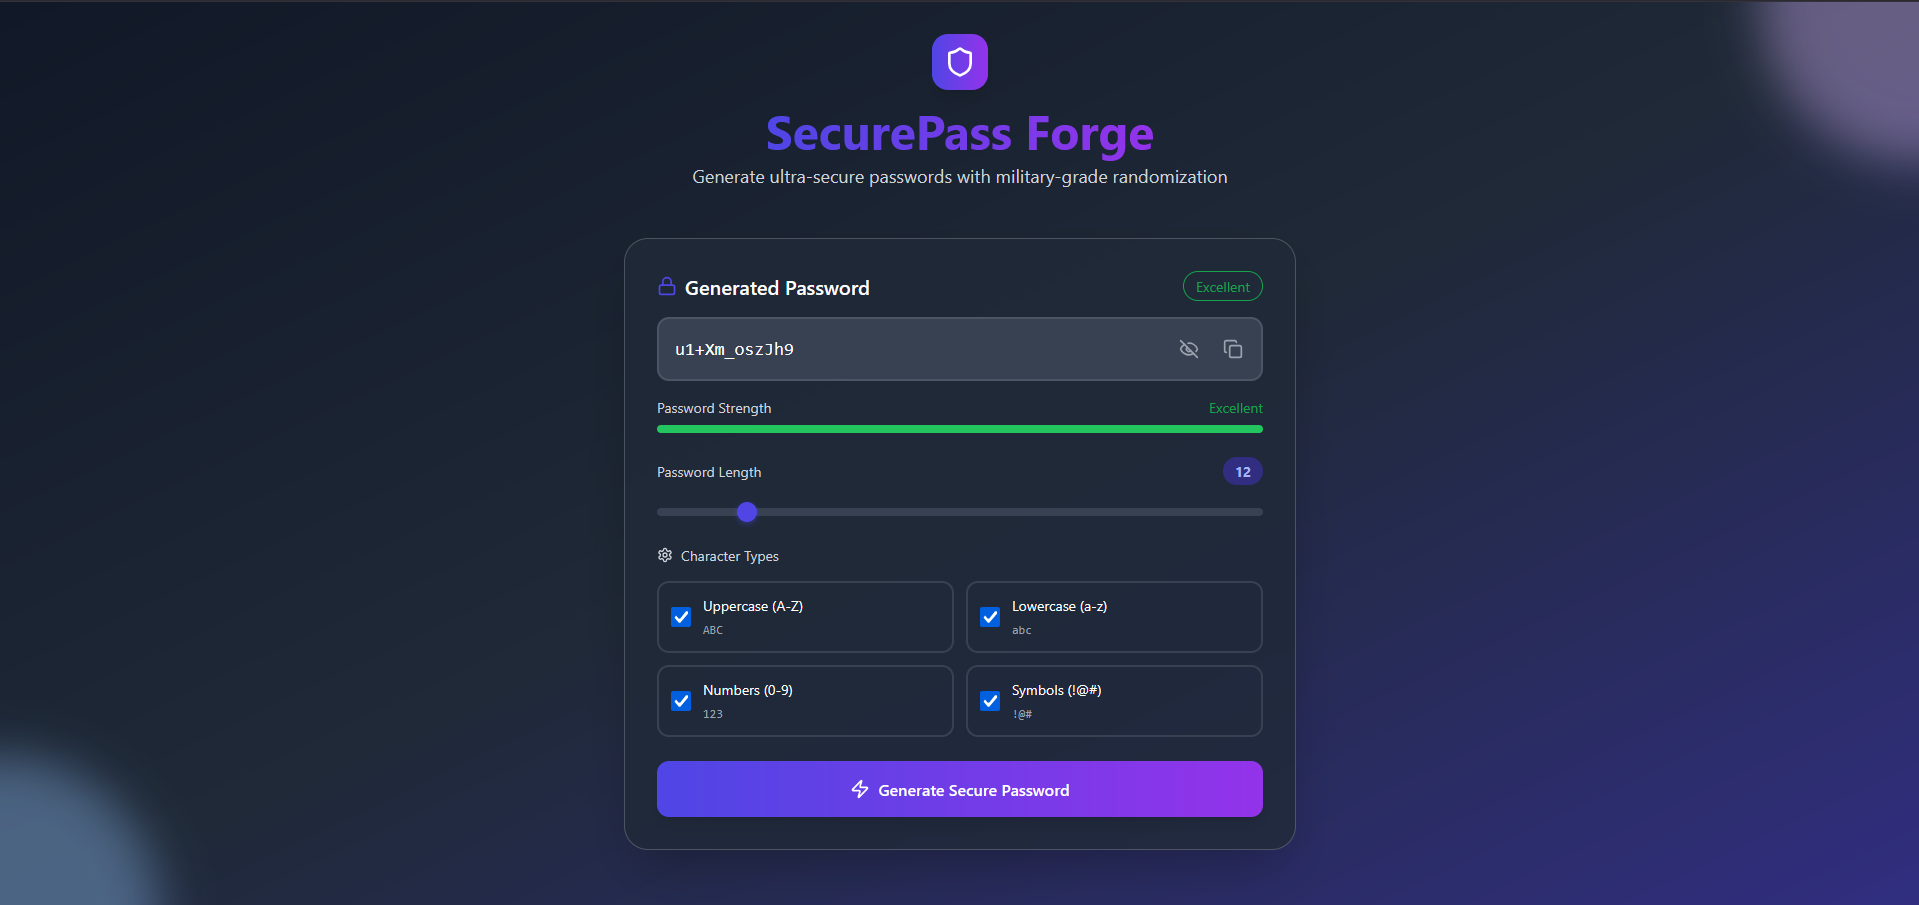 SecurePass Forge
Generate ultra-secure passwords with military-grade randomization
Generated Password
Excellent
u1+Xm_oszJh9
Password Strength
Excellent
Password Length
12
Character Types
Uppercase (A-Z)
ABC
Lowercase (a-z)
abc
Numbers (0-9)
123
Symbols (!@#)
!@#
Generate Secure Password